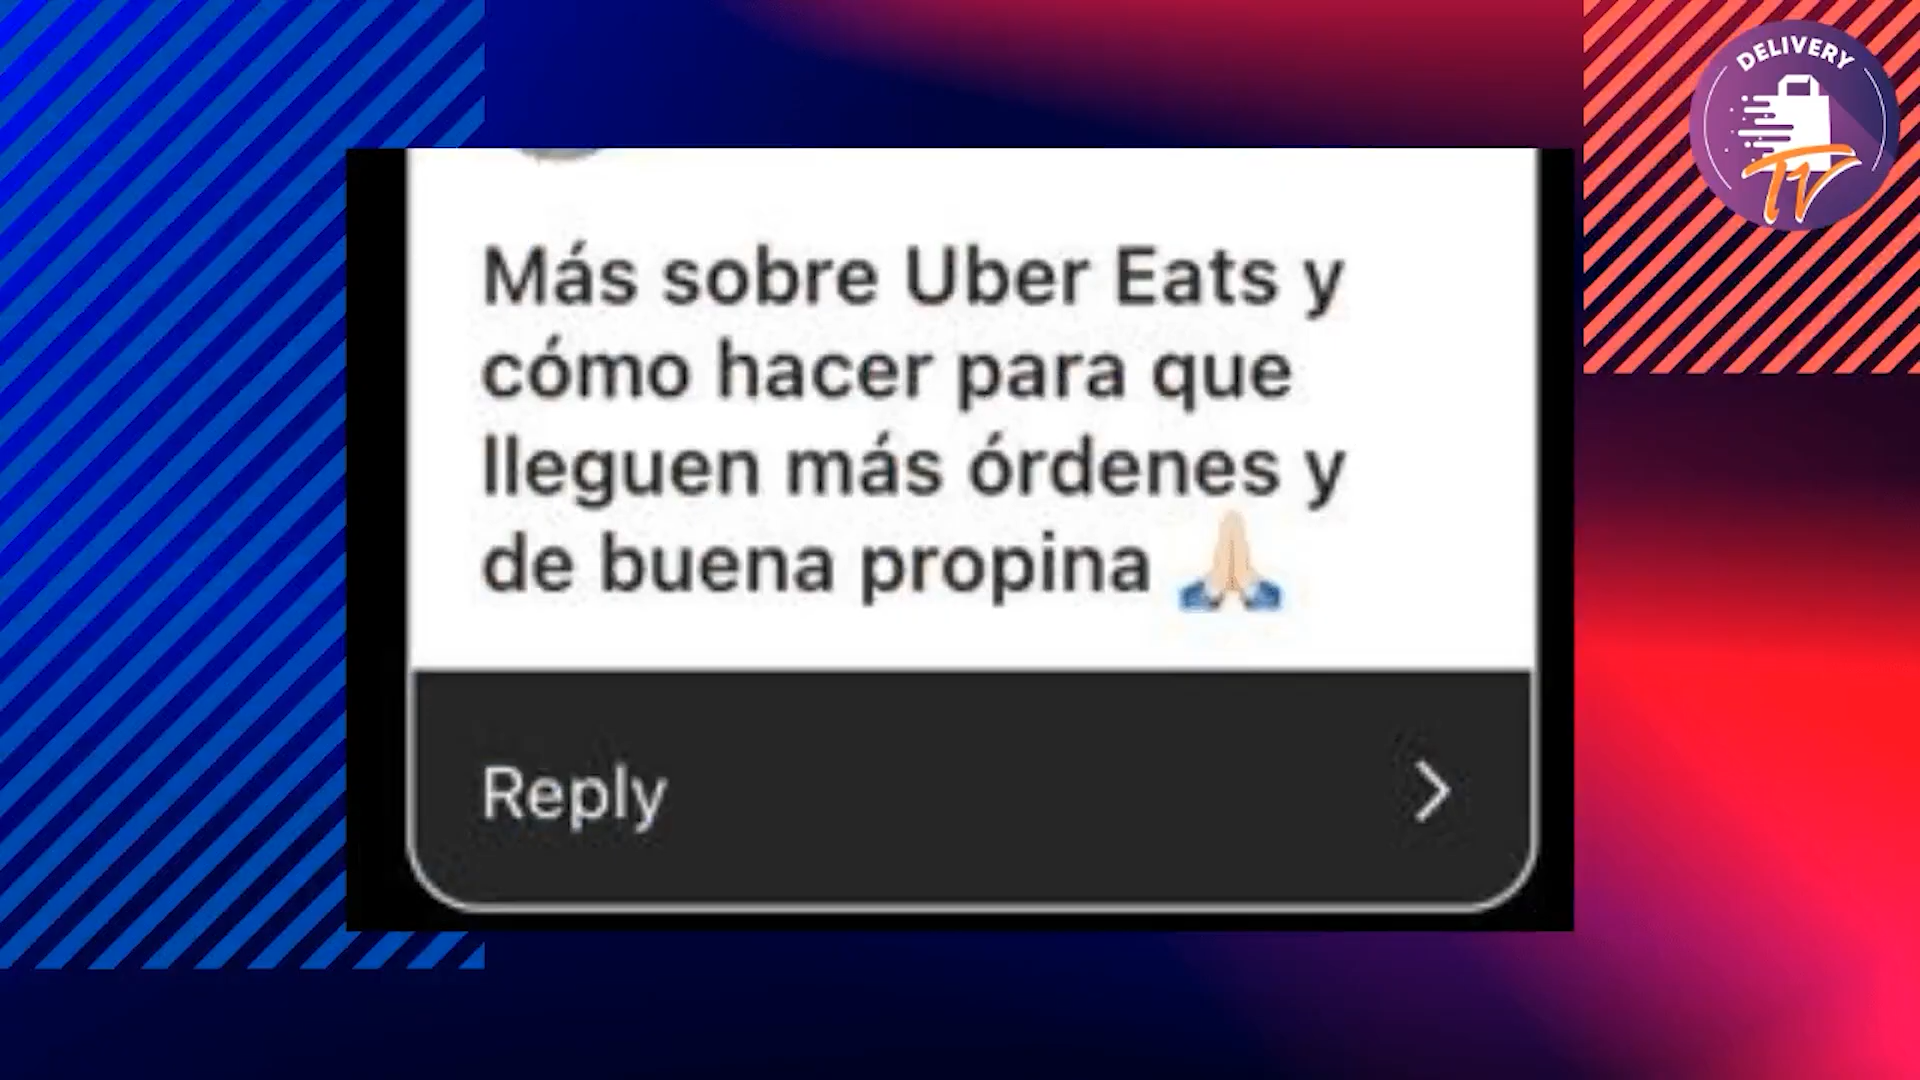 DELIVERY
TV
Más sobre Uber Eats y
cómo hacer para que
lleguen más órdenes y
de buena propina 🙏🏻
Reply